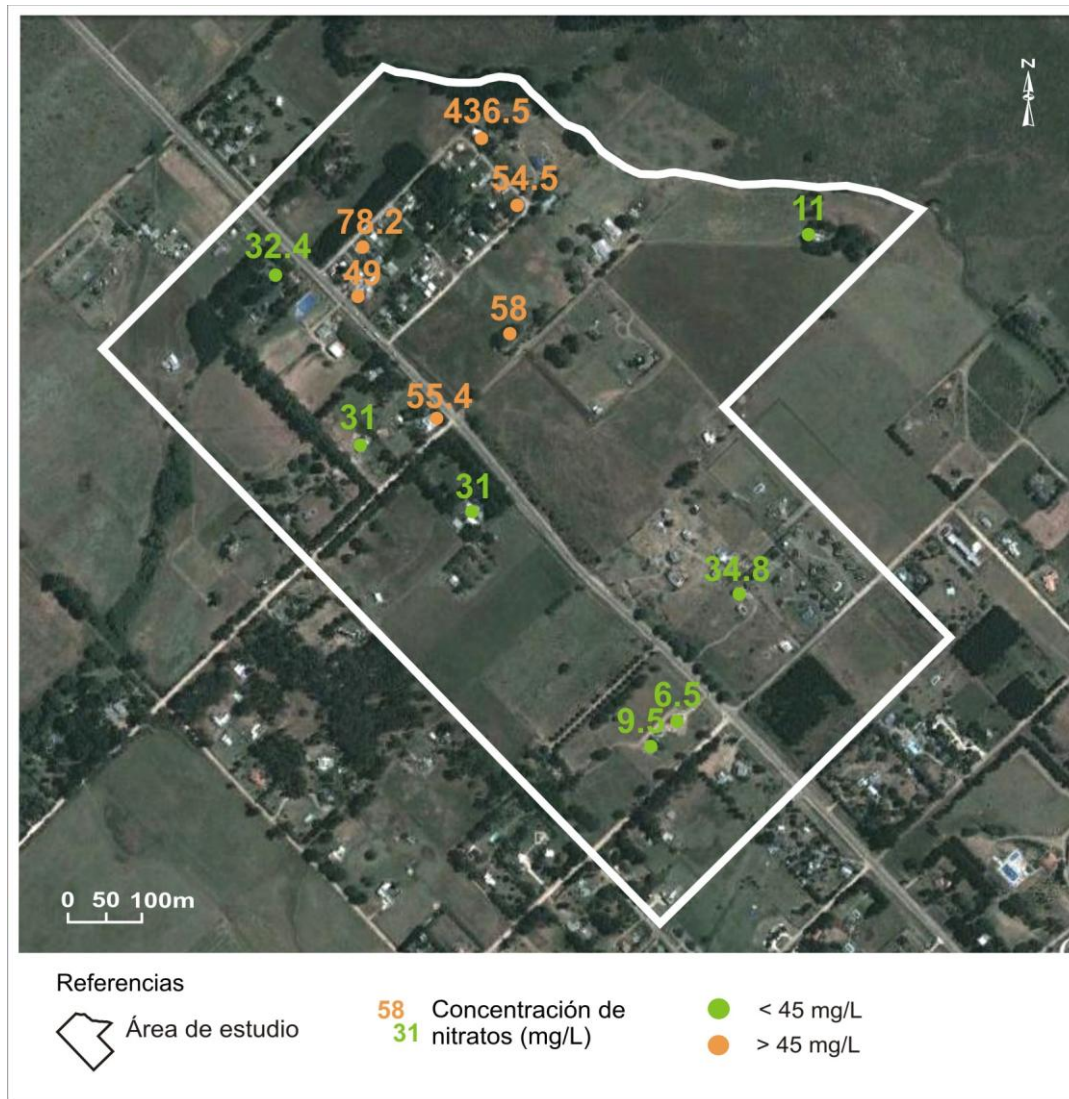 436.5
54.5
11
78.2
32.4
49
58
55.4
31
31
34.8
6.5
9.5
N
0 50 100m
Referencias
Área de estudio
58
31
Concentración de
nitratos (mg/L)
< 45 mg/L
> 45 mg/L